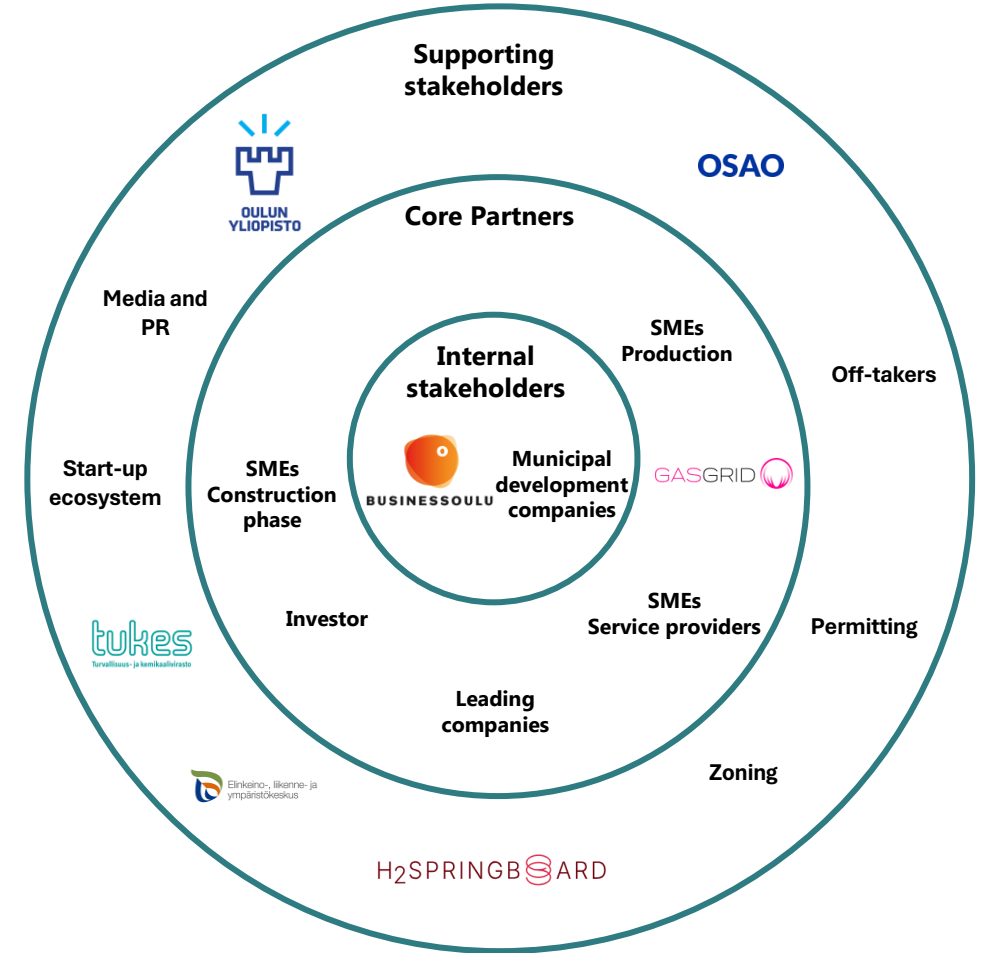 Supporting
stakeholders
OULUN
YLIOPISTO
OSAO
Core Partners
Media and
PR
SMEs
Production
Internal
stakeholders
Off-takers
BUSINESSOULU
Municipal
development
companies
GASGRID
Start-up
ecosystem
SMEs
Construction
phase
Investor
SMEs
Service providers
Permitting
tukes
Turvallisuus- ja kemikaalivirasto
Leading
companies
Zoning
Elinkeino-, liikenne- ja
ympäristökeskus
H2SPRINGBOARD